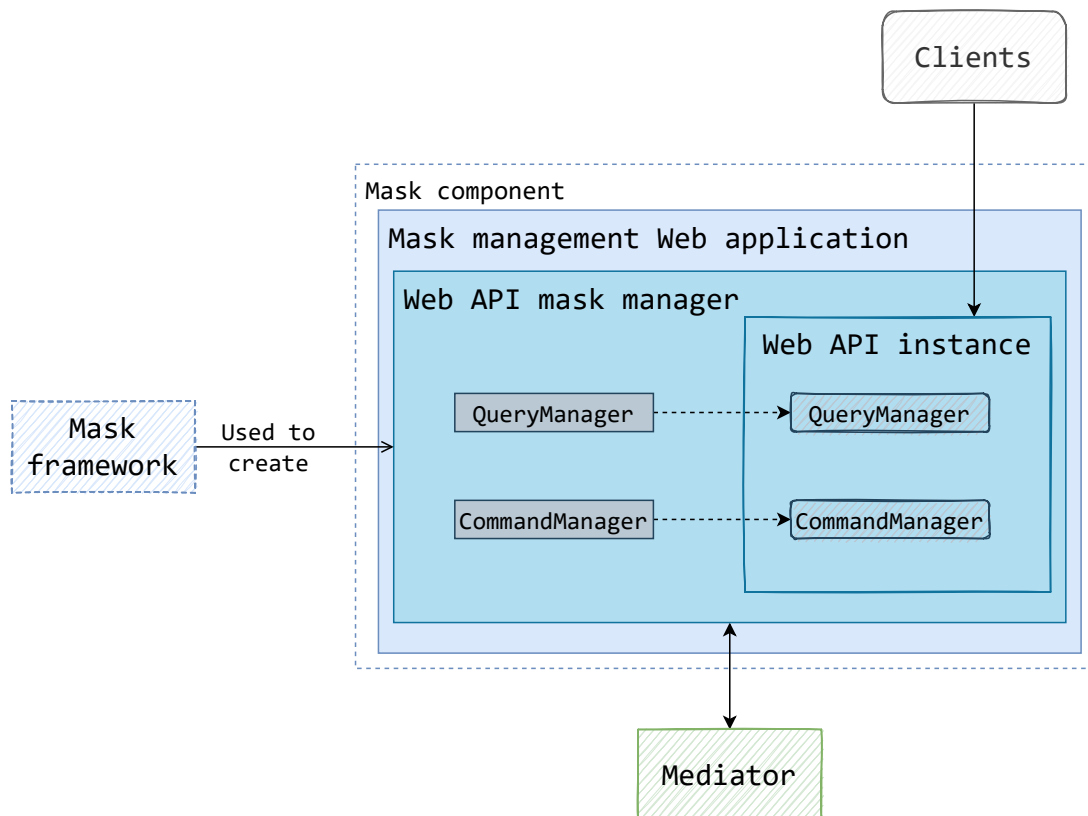 Clients
Mask component
Mask management Web application
Web API mask manager
Web API instance
Mask
framework
Used to
create
QueryManager
QueryManager
CommandManager
CommandManager
Mediator